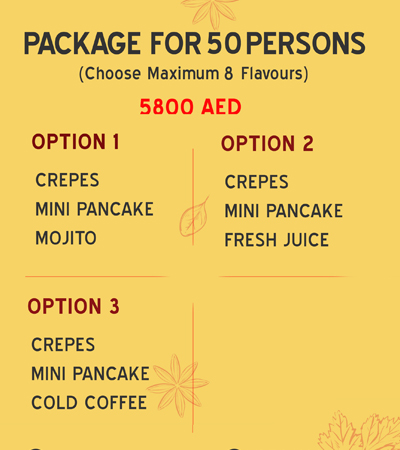 PACKAGE FOR 50 PERSONS
(Choose Maximum 8 Flavours)
5800 AED
OPTION 1
CREPES
MINI PANCAKE
MOJITO
OPTION 2
CREPES
MINI PANCAKE
FRESH JUICE
OPTION 3
CREPES
MINI PANCAKE
COLD COFFEE